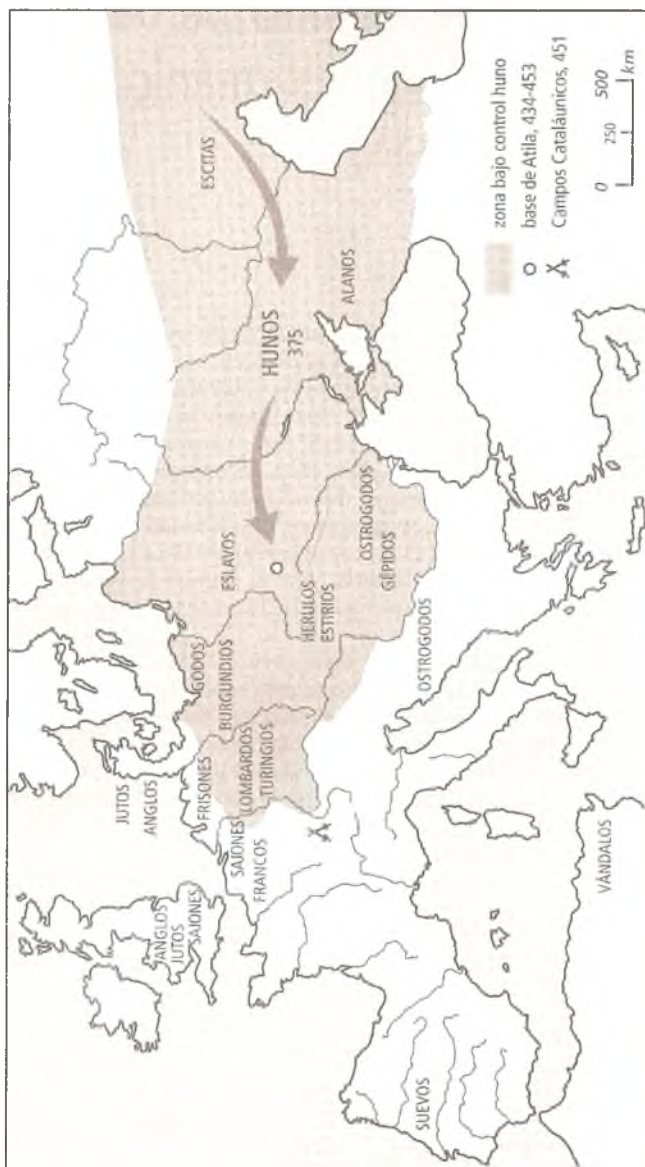 ESCITAS
HUNOS
375
ALANOS
ESLAVOS
GODOS
BURGUNDIOS
HÉRULOS
ESTIRIOS
OSTROGODOS
GÉPIDOS
OSTROGODOS
JUTOS
ANGLOS
FRISONES
LOMBARDOS
TURINGIOS
SAJONES
FRANCOS
ANGLOS
JUTOS
SAJONES
SUEVOS
VÁNDALOS
zona bajo control huno
base de Atila, 434-453
Campos Cataláunicos, 451
0 250 500
km